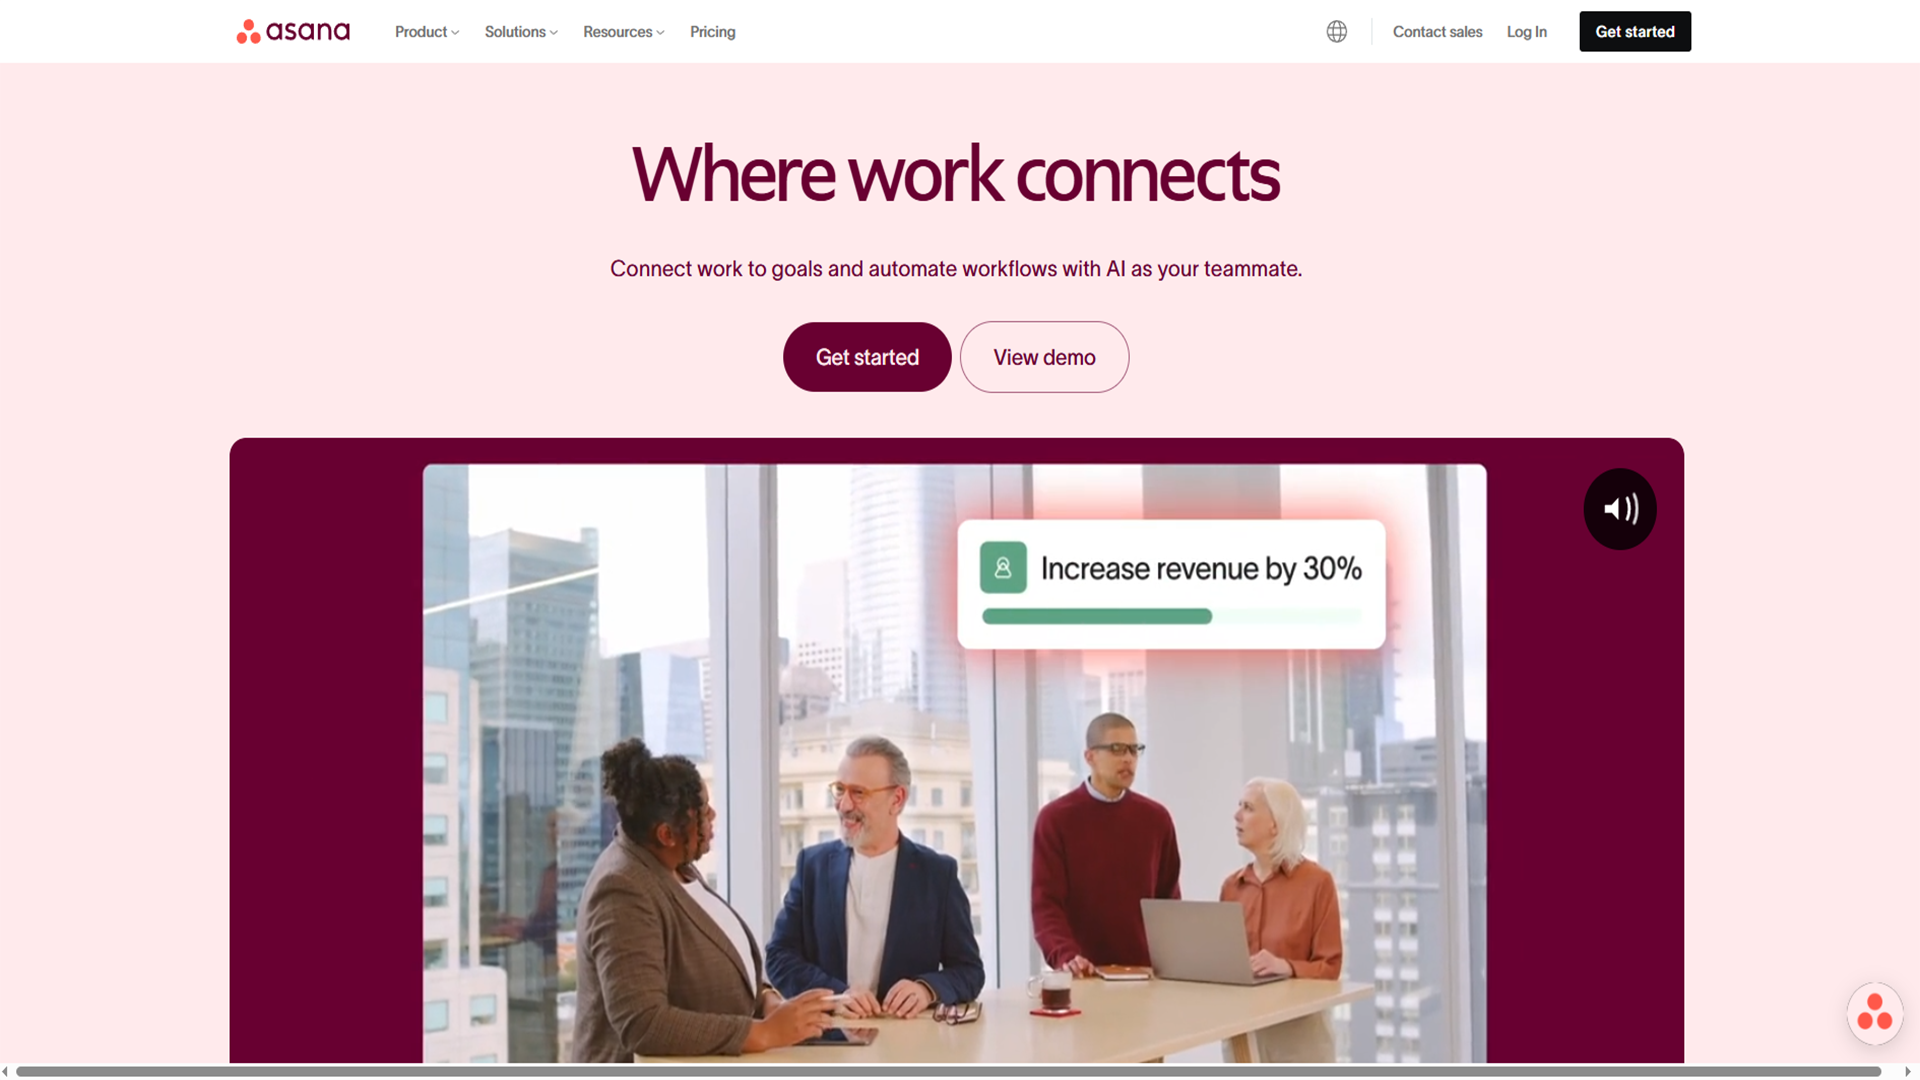 asana
Product
Solutions
Resources
Pricing
Contact sales
Log In
Get started
Where work connects
Connect work to goals and automate workflows with AI as your teammate.
Get started
View demo
Increase revenue by 30%